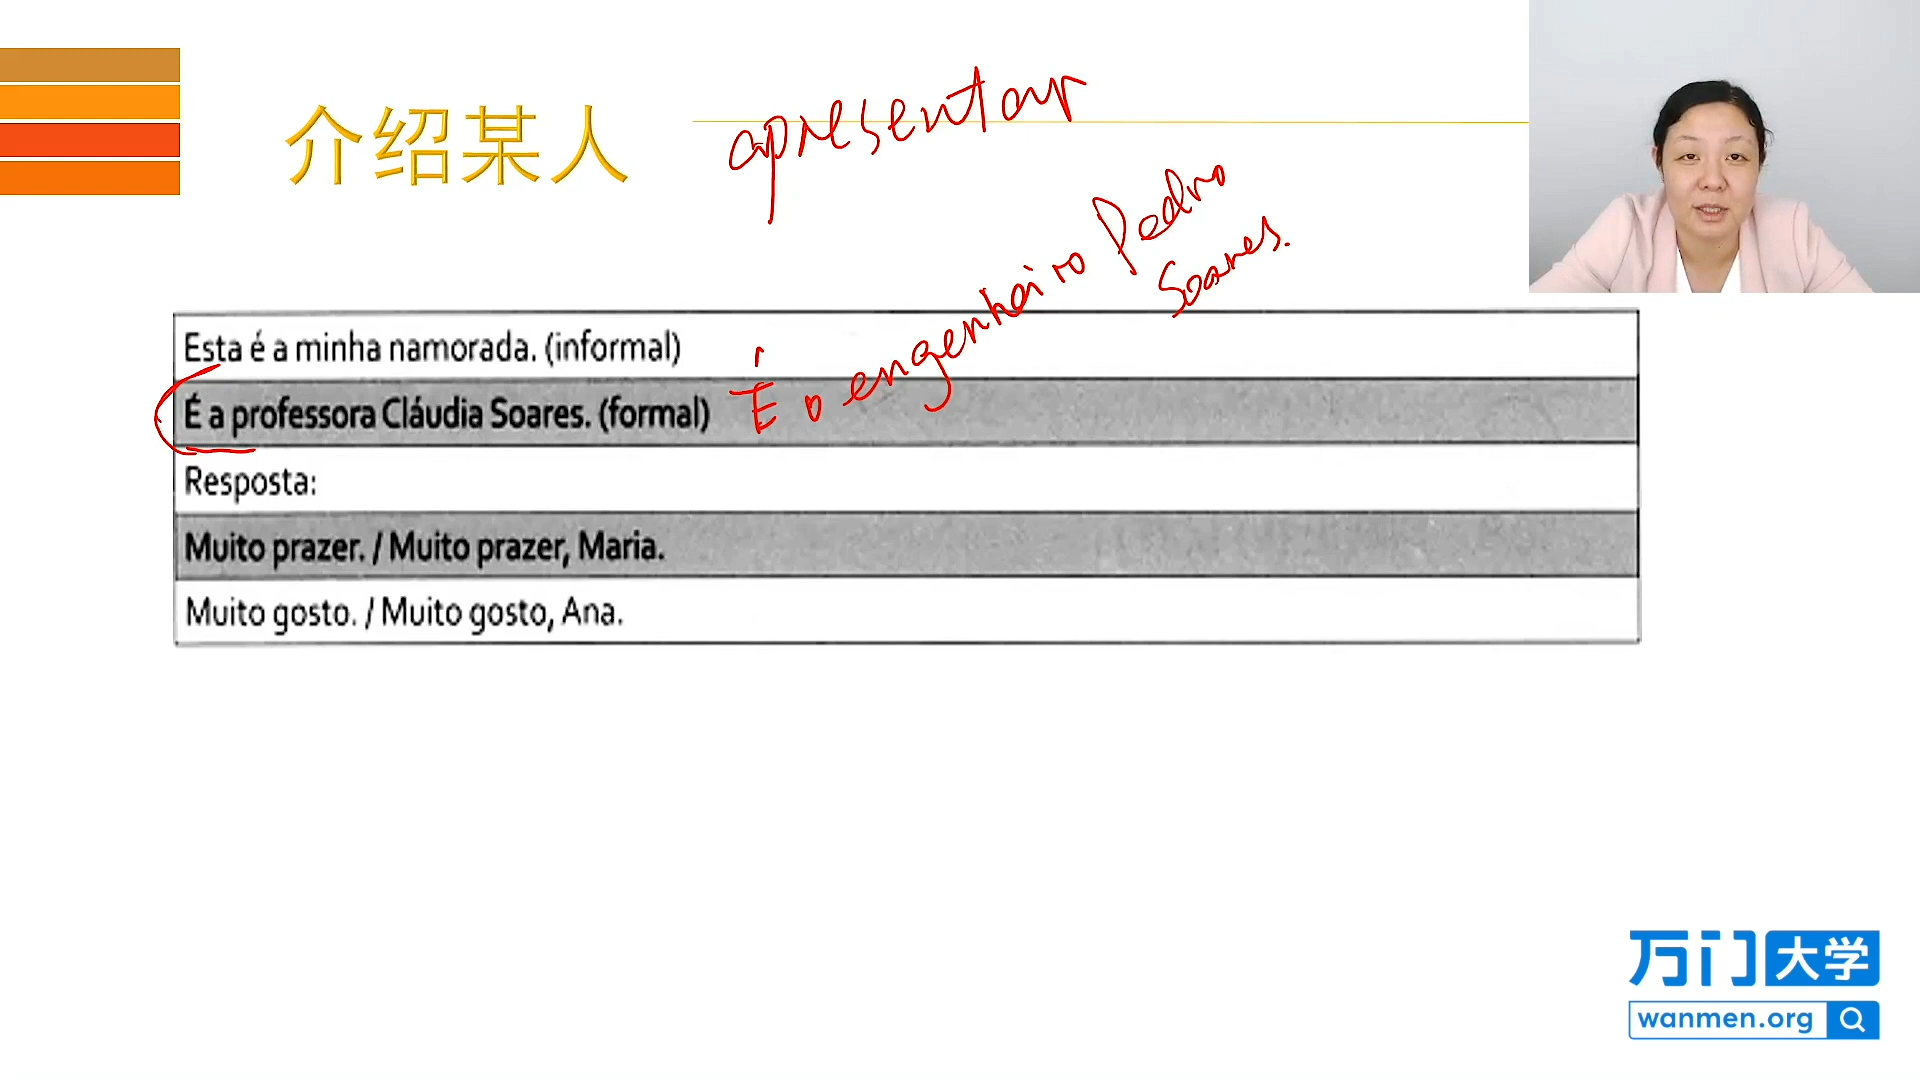 介绍某人
apresentar
Esta é a minha namorada. (informal)
É a professora Cláudia Soares. (formal)
É o engenheiro Pedro
Soares.
Resposta:
Muito prazer. / Muito prazer, Maria.
Muito gosto. / Muito gosto, Ana.
万门大学
wanmen.org